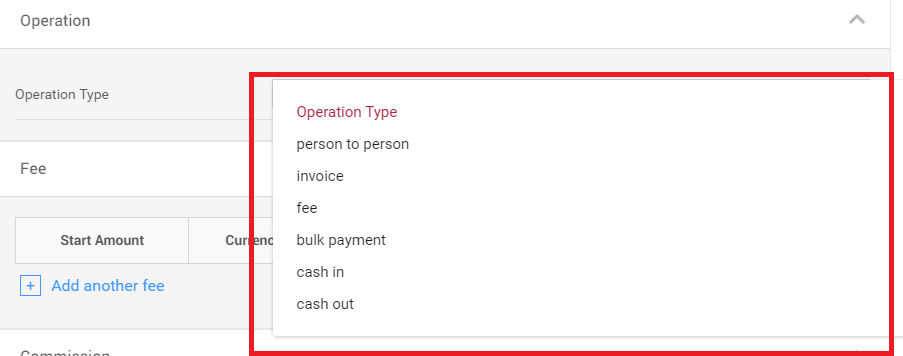 Operation
Operation Type
Operation Type
person to person
invoice
Fee
fee
Start Amount
bulk payment
cash in
Add another fee
cash out
Commission